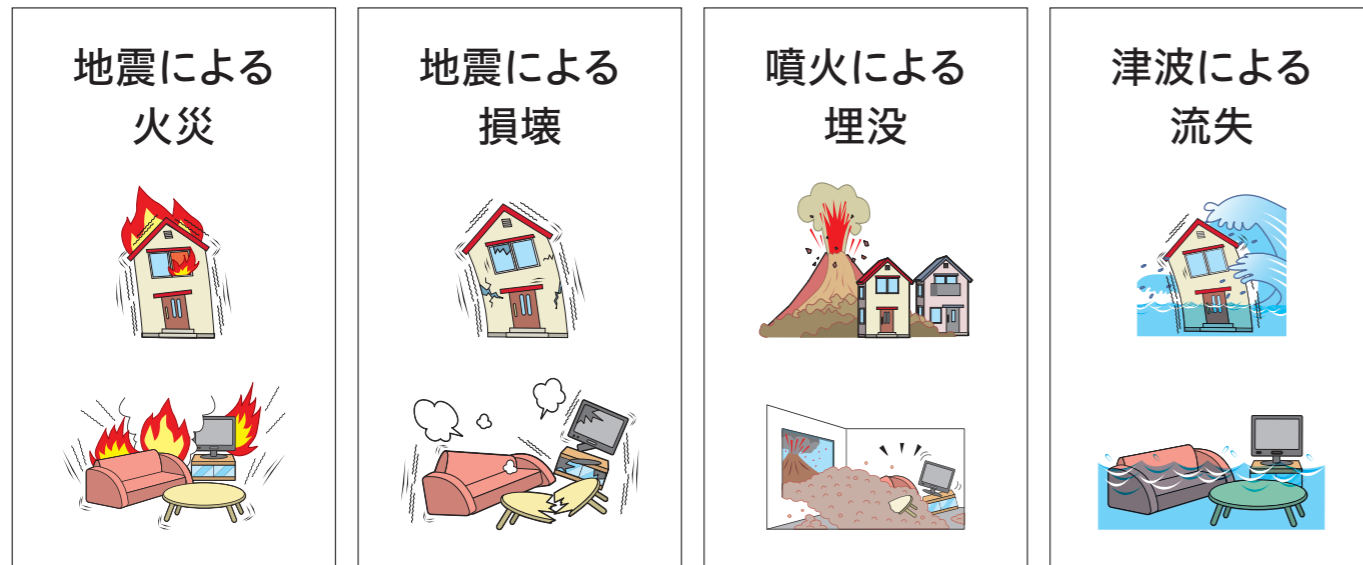 地震による
火災
地震による
損壊
噴火による
埋没
津波による
流失